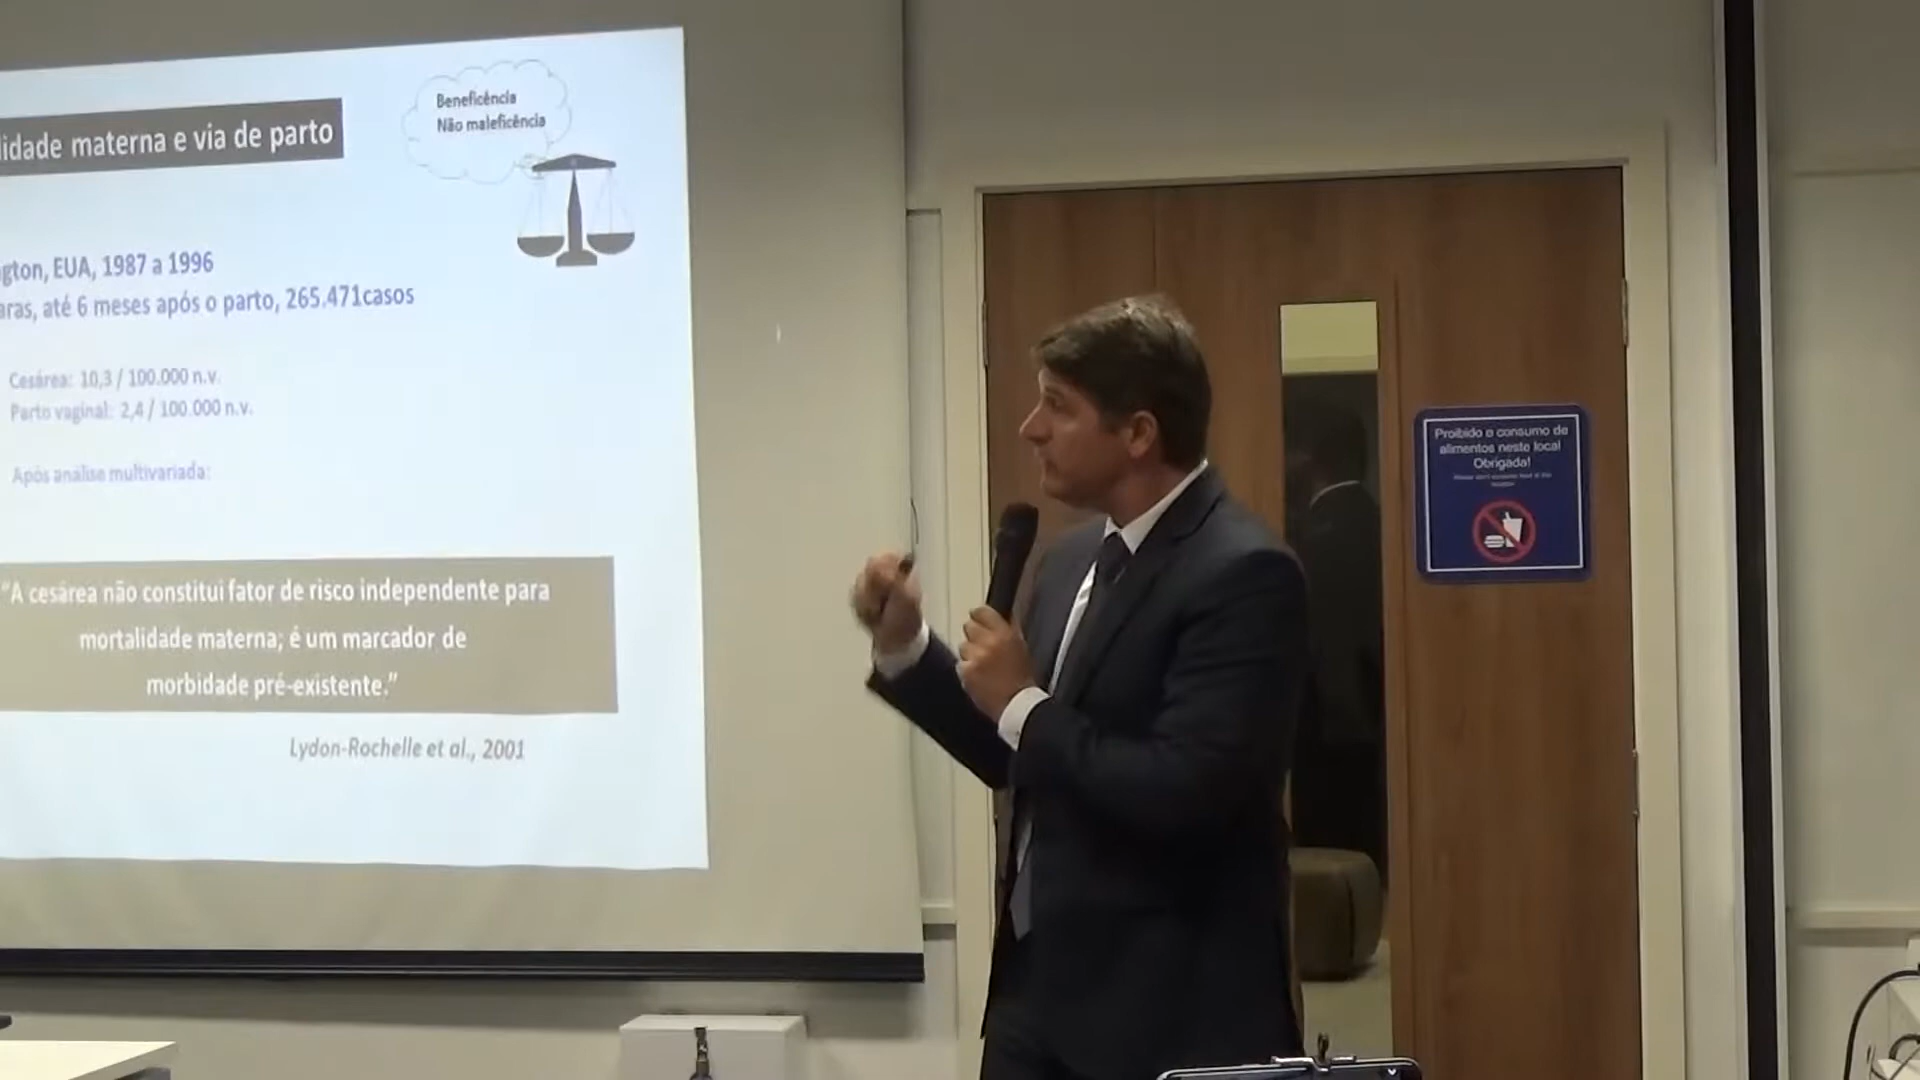 Beneficência
Não maleficência
lidade materna e via de parto
gton, EUA, 1987 a 1996
aras, até 6 meses após o parto, 265.471casos
Cesárea: 10,3 / 100.000 n.v.
Parto vaginal: 2,4 / 100.000 n.v.
Após análise multivariada:
“A cesárea não constitui fator de risco independente para
mortalidade materna; é um marcador de
morbidade pré-existente.”
Lydon-Rochelle et al., 2001
Proibido o consumo de
alimentos neste local
Obrigada!